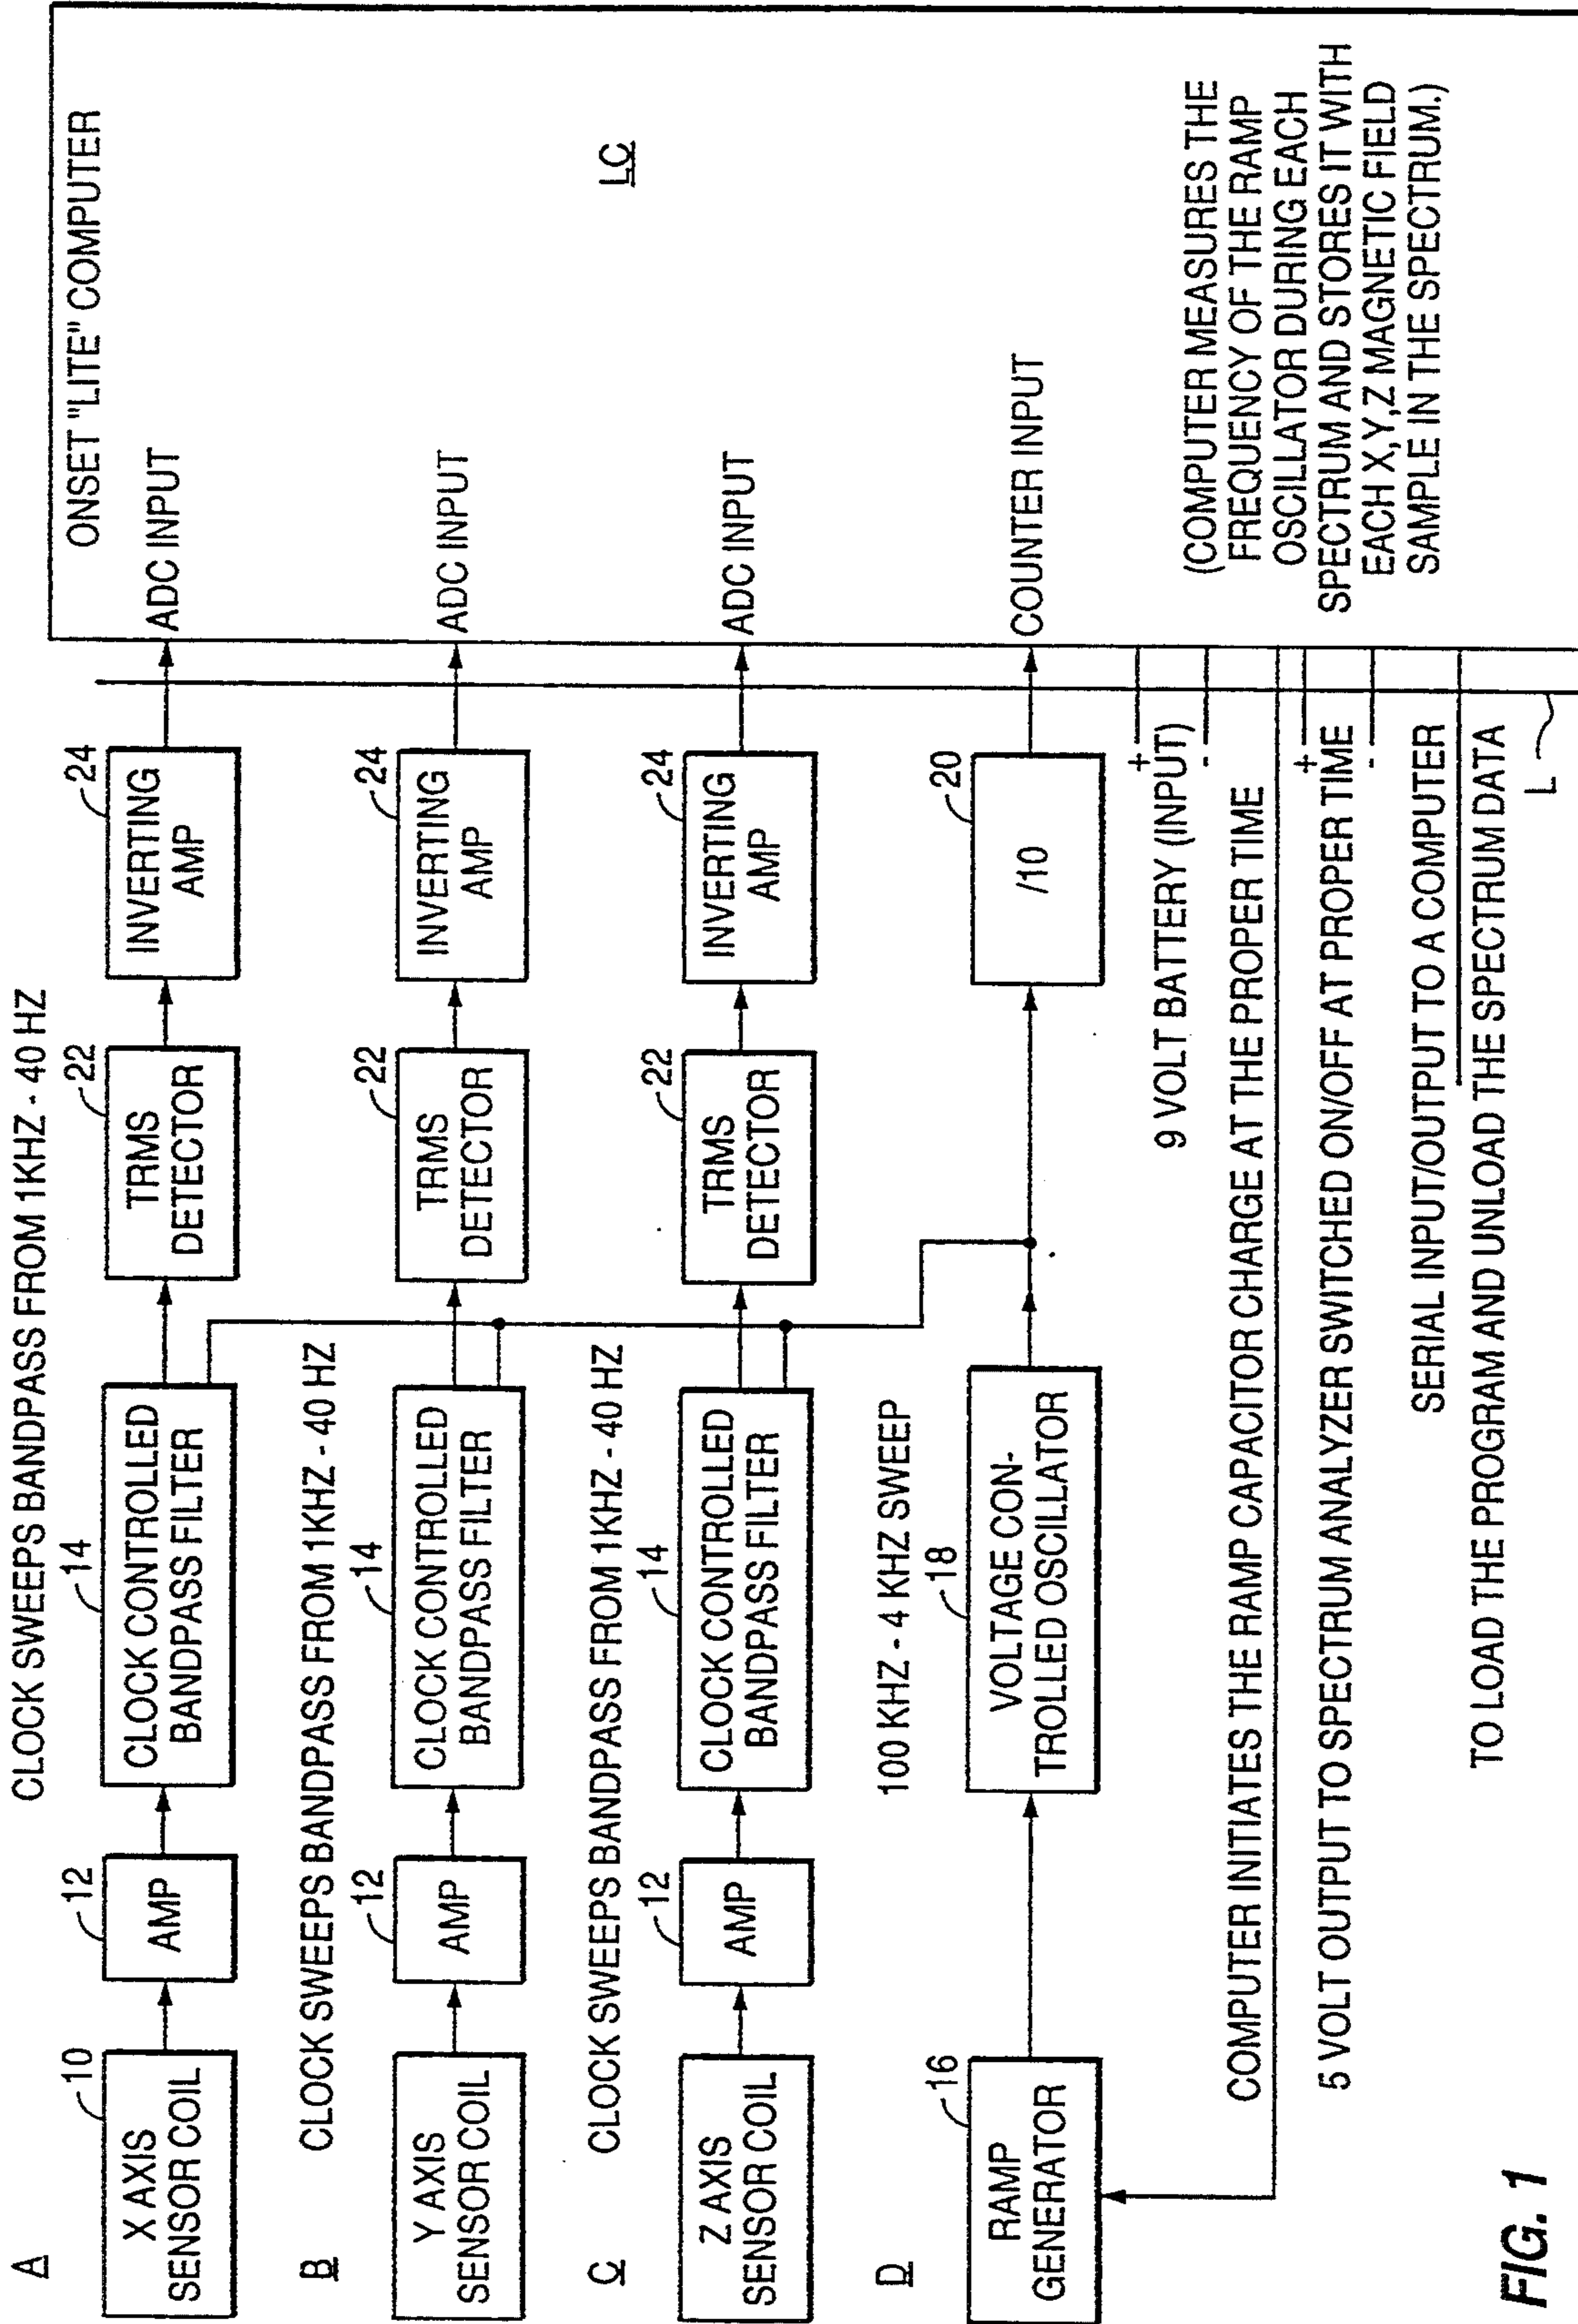 A
CLOCK SWEEPS BANDPASS FROM 1KHZ - 40 HZ
10
X AXIS
SENSOR COIL
12
AMP
14
CLOCK CONTROLLED
BANDPASS FILTER
22
TRMS
DETECTOR
24
INVERTING
AMP
ONSET "LITE" COMPUTER
ADC INPUT
B
CLOCK SWEEPS BANDPASS FROM 1KHZ - 40 HZ
Y AXIS
SENSOR COIL
12
AMP
14
CLOCK CONTROLLED
BANDPASS FILTER
22
TRMS
DETECTOR
24
INVERTING
AMP
ADC INPUT
LC
C
CLOCK SWEEPS BANDPASS FROM 1KHZ - 40 HZ
Z AXIS
SENSOR COIL
12
AMP
14
CLOCK CONTROLLED
BANDPASS FILTER
22
TRMS
DETECTOR
24
INVERTING
AMP
ADC INPUT
D
100 KHZ - 4 KHZ SWEEP
16
RAMP
GENERATOR
18
VOLTAGE CON-
TROLLED OSCILLATOR
20
/10
COUNTER INPUT
+
9 VOLT BATTERY (INPUT)
-
COMPUTER INITIATES THE RAMP CAPACITOR CHARGE AT THE PROPER TIME
+
5 VOLT OUTPUT TO SPECTRUM ANALYZER SWITCHED ON/OFF AT PROPER TIME
-
SERIAL INPUT/OUTPUT TO A COMPUTER
TO LOAD THE PROGRAM AND UNLOAD THE SPECTRUM DATA
L
(COMPUTER MEASURES THE
FREQUENCY OF THE RAMP
OSCILLATOR DURING EACH
SPECTRUM AND STORES IT WITH
EACH X,Y,Z MAGNETIC FIELD
SAMPLE IN THE SPECTRUM.)
FIG. 1